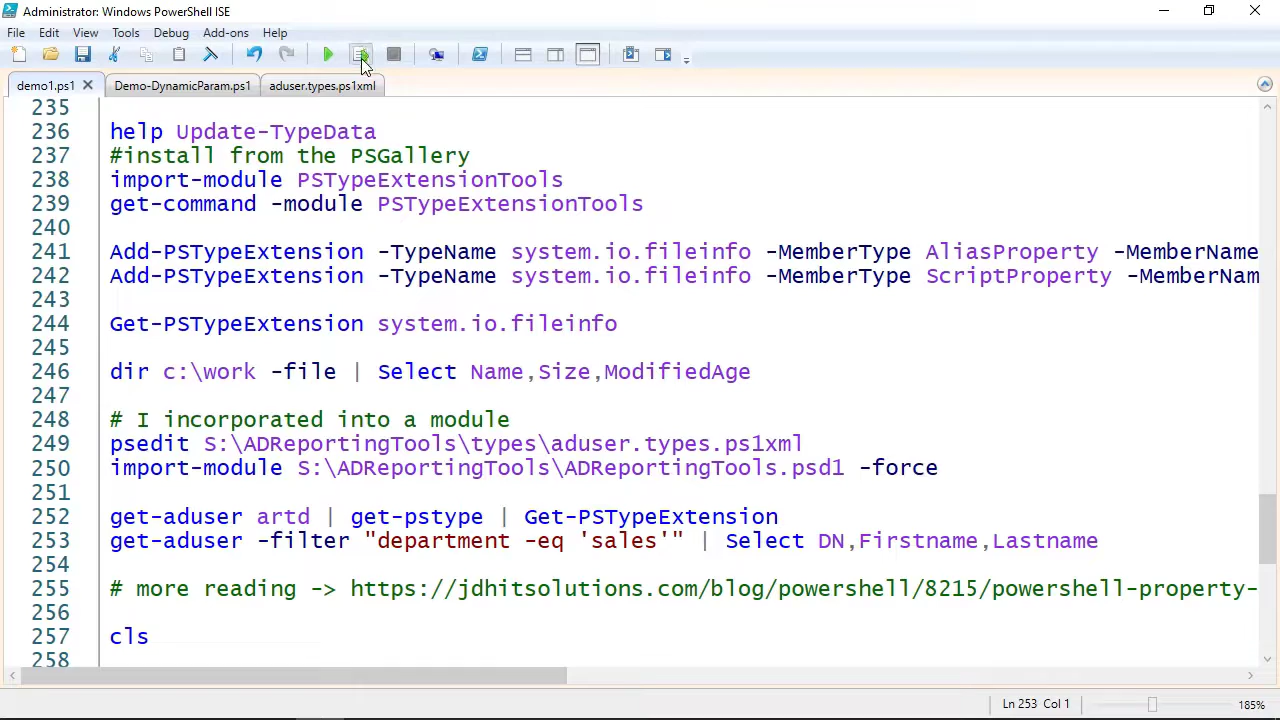 Administrator: Windows PowerShell ISE
File Edit View Tools Debug Add-ons Help
demo1.ps1 Demo-DynamicParam.ps1 aduser.types.ps1xml
235
236 help Update-TypeData
237 #install from the PSGallery
238 import-module PSTypeExtensionTools
239 get-command -module PSTypeExtensionTools
240
241 Add-PSTypeExtension -TypeName system.io.fileinfo -MemberType AliasProperty -MemberName
242 Add-PSTypeExtension -TypeName system.io.fileinfo -MemberType ScriptProperty -MemberNam
243
244 Get-PSTypeExtension system.io.fileinfo
245
246 dir c:\work -file | Select Name,Size,ModifiedAge
247
248 # I incorporated into a module
249 psedit S:\ADReportingTools\types\aduser.types.ps1xml
250 import-module S:\ADReportingTools\ADReportingTools.psd1 -force
251
252 get-aduser artd | get-pstype | Get-PSTypeExtension
253 get-aduser -filter "department -eq 'sales'" | Select DN,Firstname,Lastname
254
255 # more reading -> https://jdhitsolutions.com/blog/powershell/8215/powershell-property-
256
257 cls
258
Ln 253 Col 1 185%